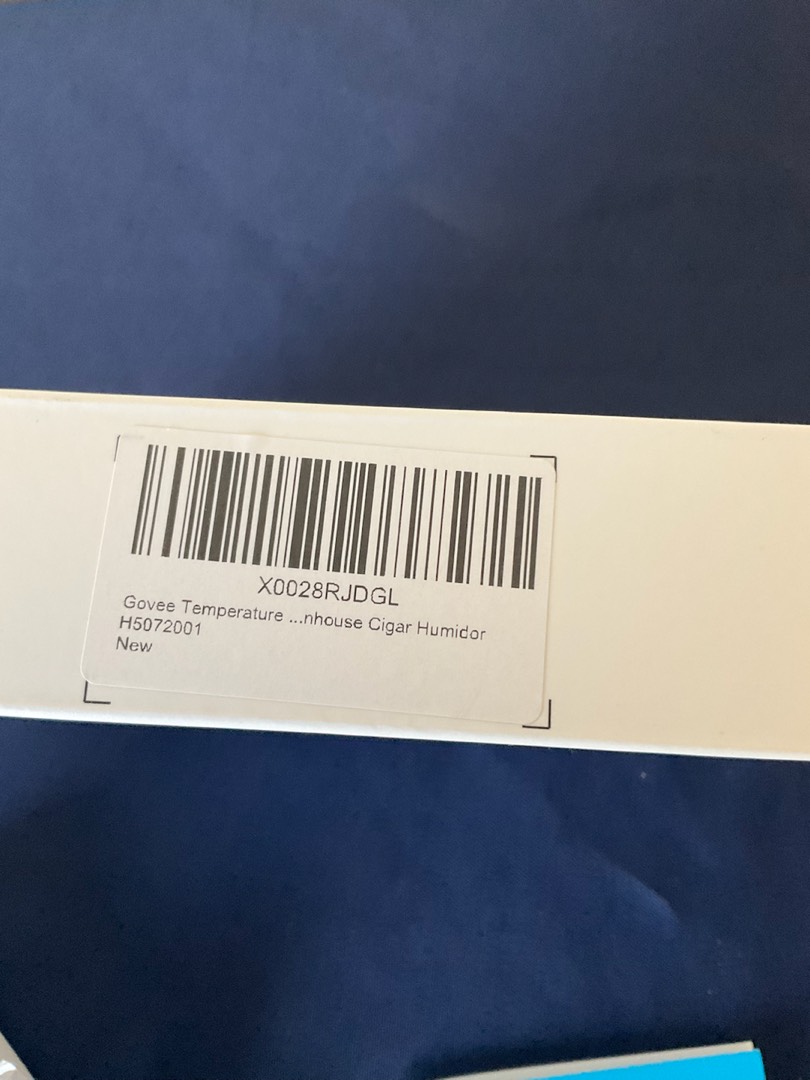 X0028RJDGL
Govee Temperature ...nhouse Cigar Humidor
H5072001
New